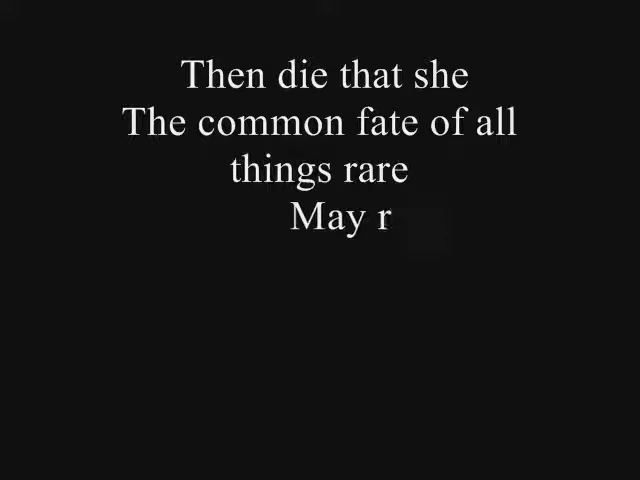 Then die that she
The common fate of all
things rare
May r